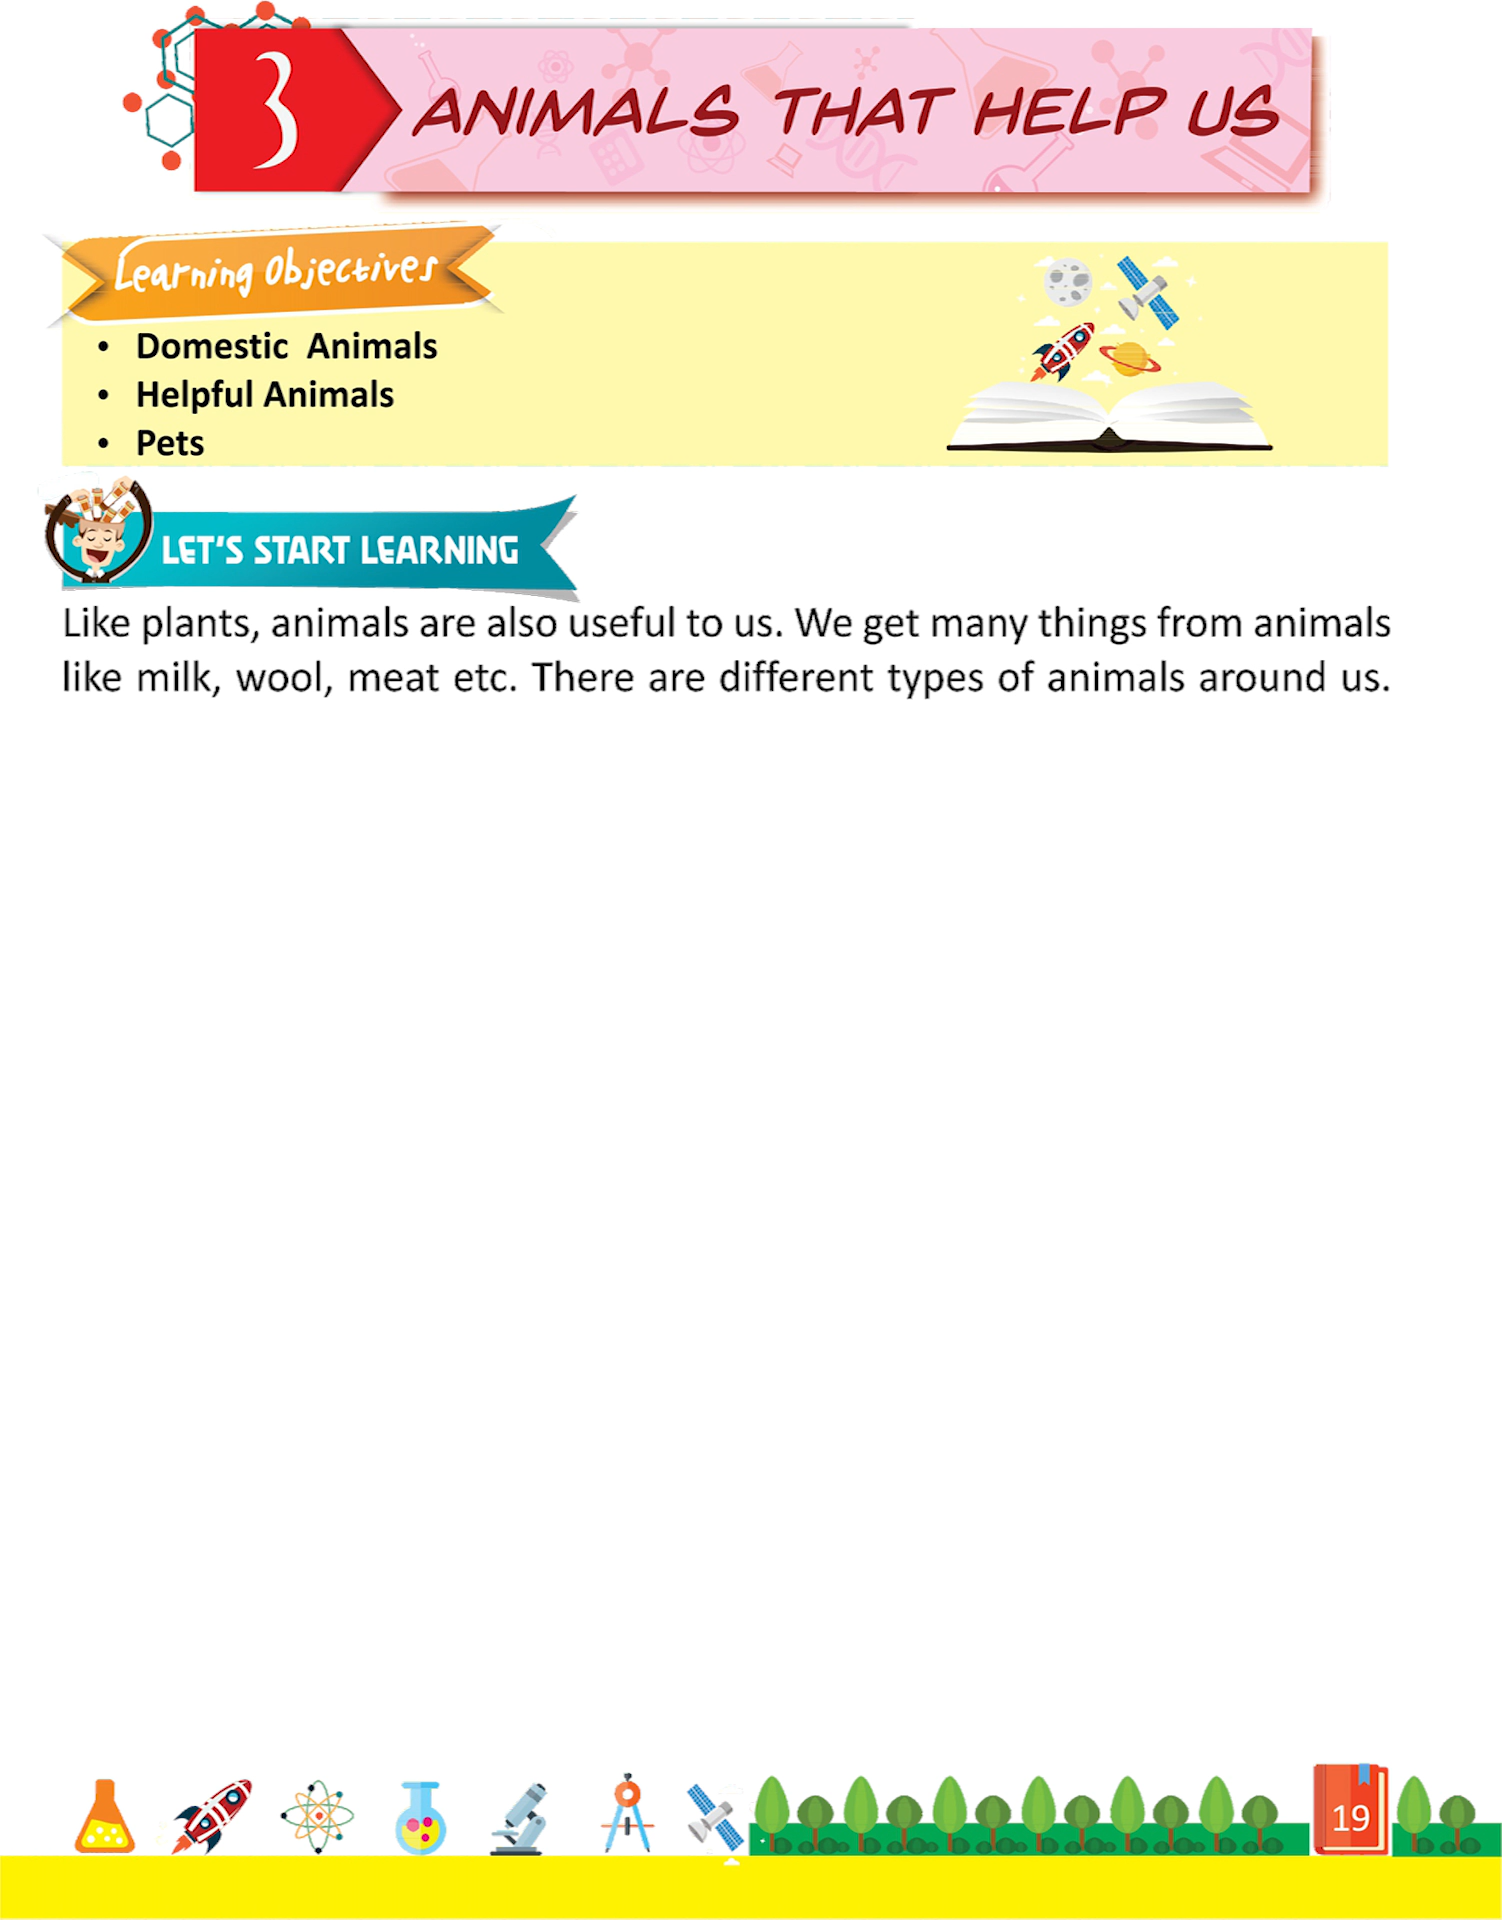 3
ANIMALS THAT HELP US
Learning Objectives
• Domestic Animals
• Helpful Animals
• Pets
LET'S START LEARNING
Like plants, animals are also useful to us. We get many things from animals
like milk, wool, meat etc. There are different types of animals around us.
19